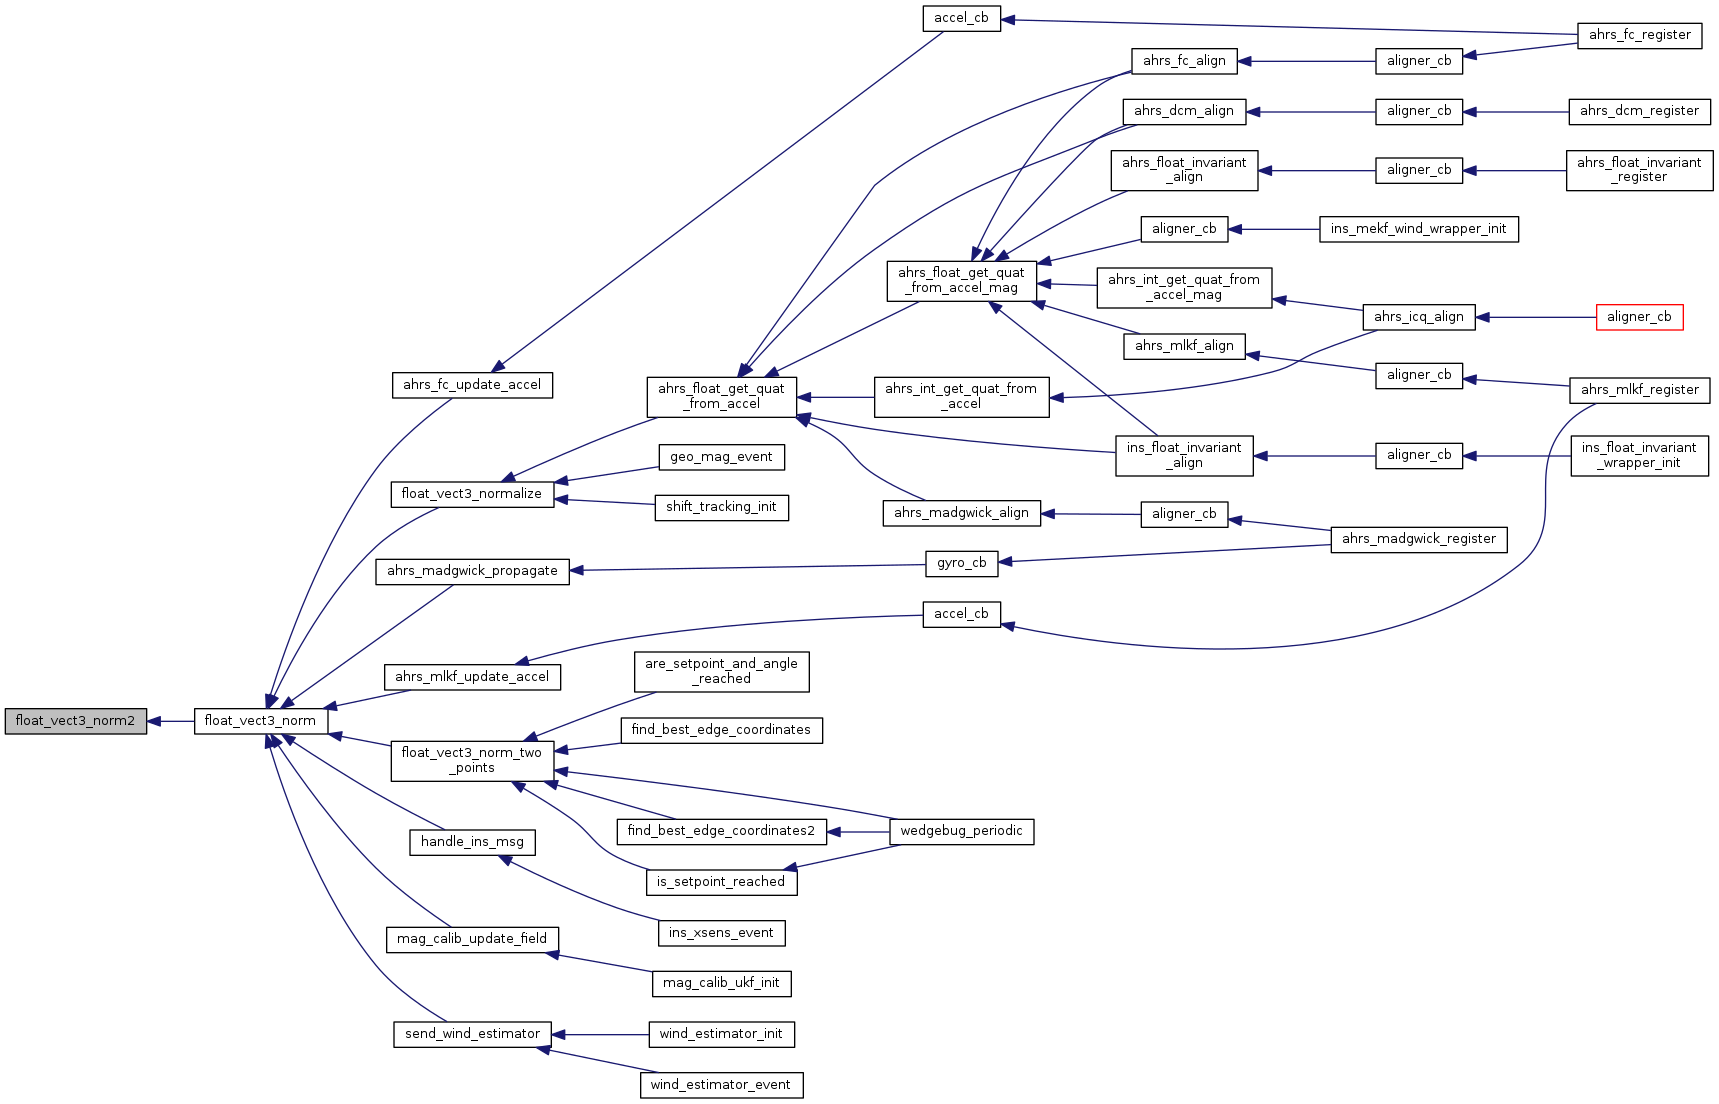 accel_cb
ahrs_fc_register
ahrs_fc_align
aligner_cb
ahrs_dcm_align
aligner_cb
ahrs_dcm_register
ahrs_float_invariant
_align
aligner_cb
ahrs_float_invariant
_register
aligner_cb
ins_mekf_wind_wrapper_init
ahrs_float_get_quat
_from_accel_mag
ahrs_int_get_quat_from
_accel_mag
ahrs_icq_align
aligner_cb
ahrs_mlkf_align
aligner_cb
ahrs_mlkf_register
ahrs_fc_update_accel
ahrs_float_get_quat
_from_accel
ahrs_int_get_quat_from
_accel
ins_float_invariant
_align
aligner_cb
ins_float_invariant
_wrapper_init
geo_mag_event
float_vect3_normalize
shift_tracking_init
ahrs_madgwick_align
aligner_cb
ahrs_madgwick_register
ahrs_madgwick_propagate
gyro_cb
accel_cb
ahrs_mlkf_update_accel
are_setpoint_and_angle
_reached
float_vect3_norm2
float_vect3_norm
find_best_edge_coordinates
float_vect3_norm_two
_points
find_best_edge_coordinates2
wedgebug_periodic
handle_ins_msg
is_setpoint_reached
ins_xsens_event
mag_calib_update_field
mag_calib_ukf_init
send_wind_estimator
wind_estimator_init
wind_estimator_event